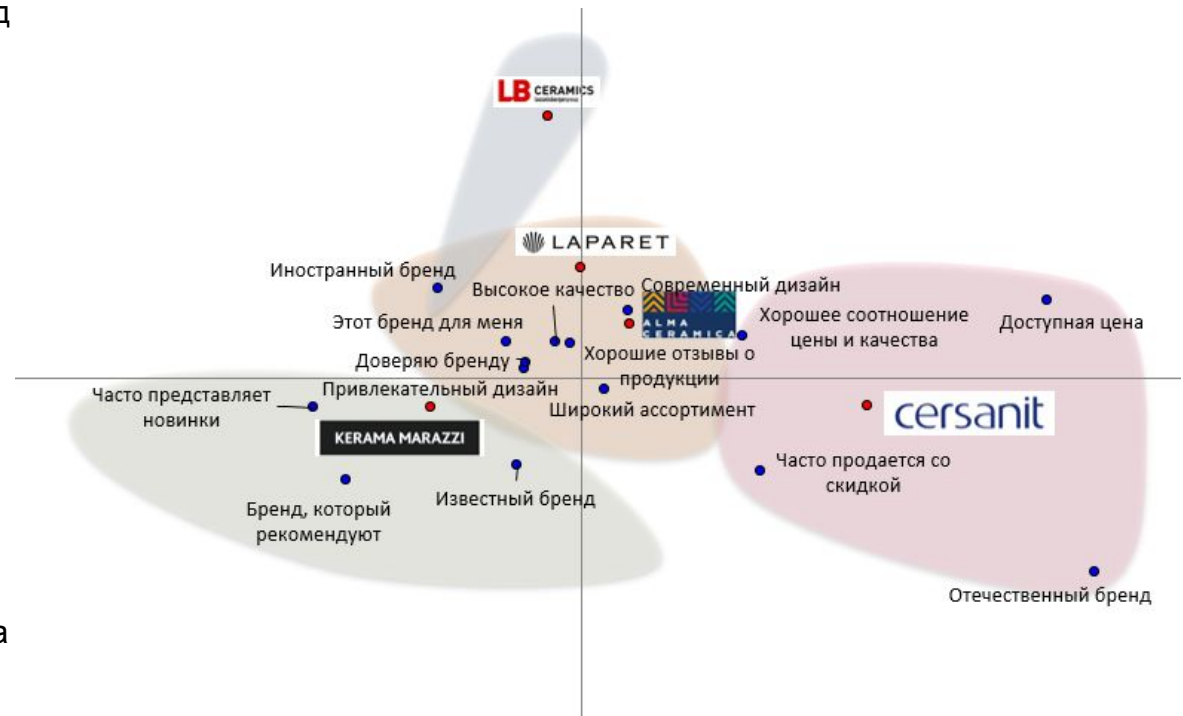 д
LB CERAMICS
LAPARET
Иностранный бренд
Высокое качество
Современный дизайн
ALMA
CERAMICA
Этот бренд для меня
Хорошее соотношение
цены и качества
Доступная цена
Доверяю бренду
Хорошие отзывы о
продукции
Привлекательный дизайн
Часто представляет
новинки
Широкий ассортимент
KERAMA MARAZZI
cersanit
Часто продается со
скидкой
Известный бренд
Бренд, который
рекомендуют
Отечественный бренд
а